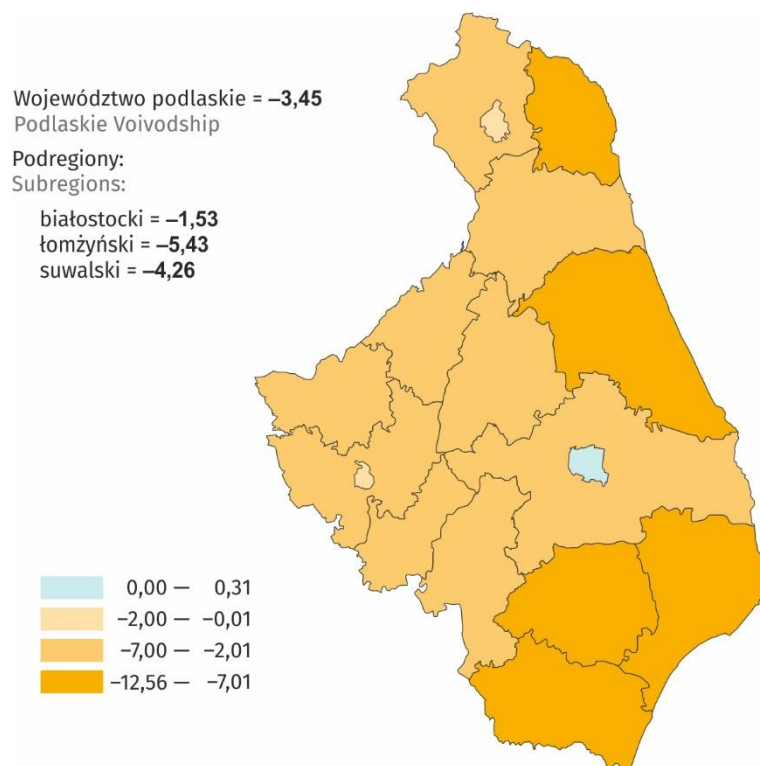 Województwo podlaskie = –3,45
Podlaskie Voivodship
Podregiony:
Subregions:
białostocki = –1,53
łomżyński = –5,43
suwalski = –4,26
0,00 — 0,31
–2,00 — –0,01
–7,00 — –2,01
–12,56 — –7,01